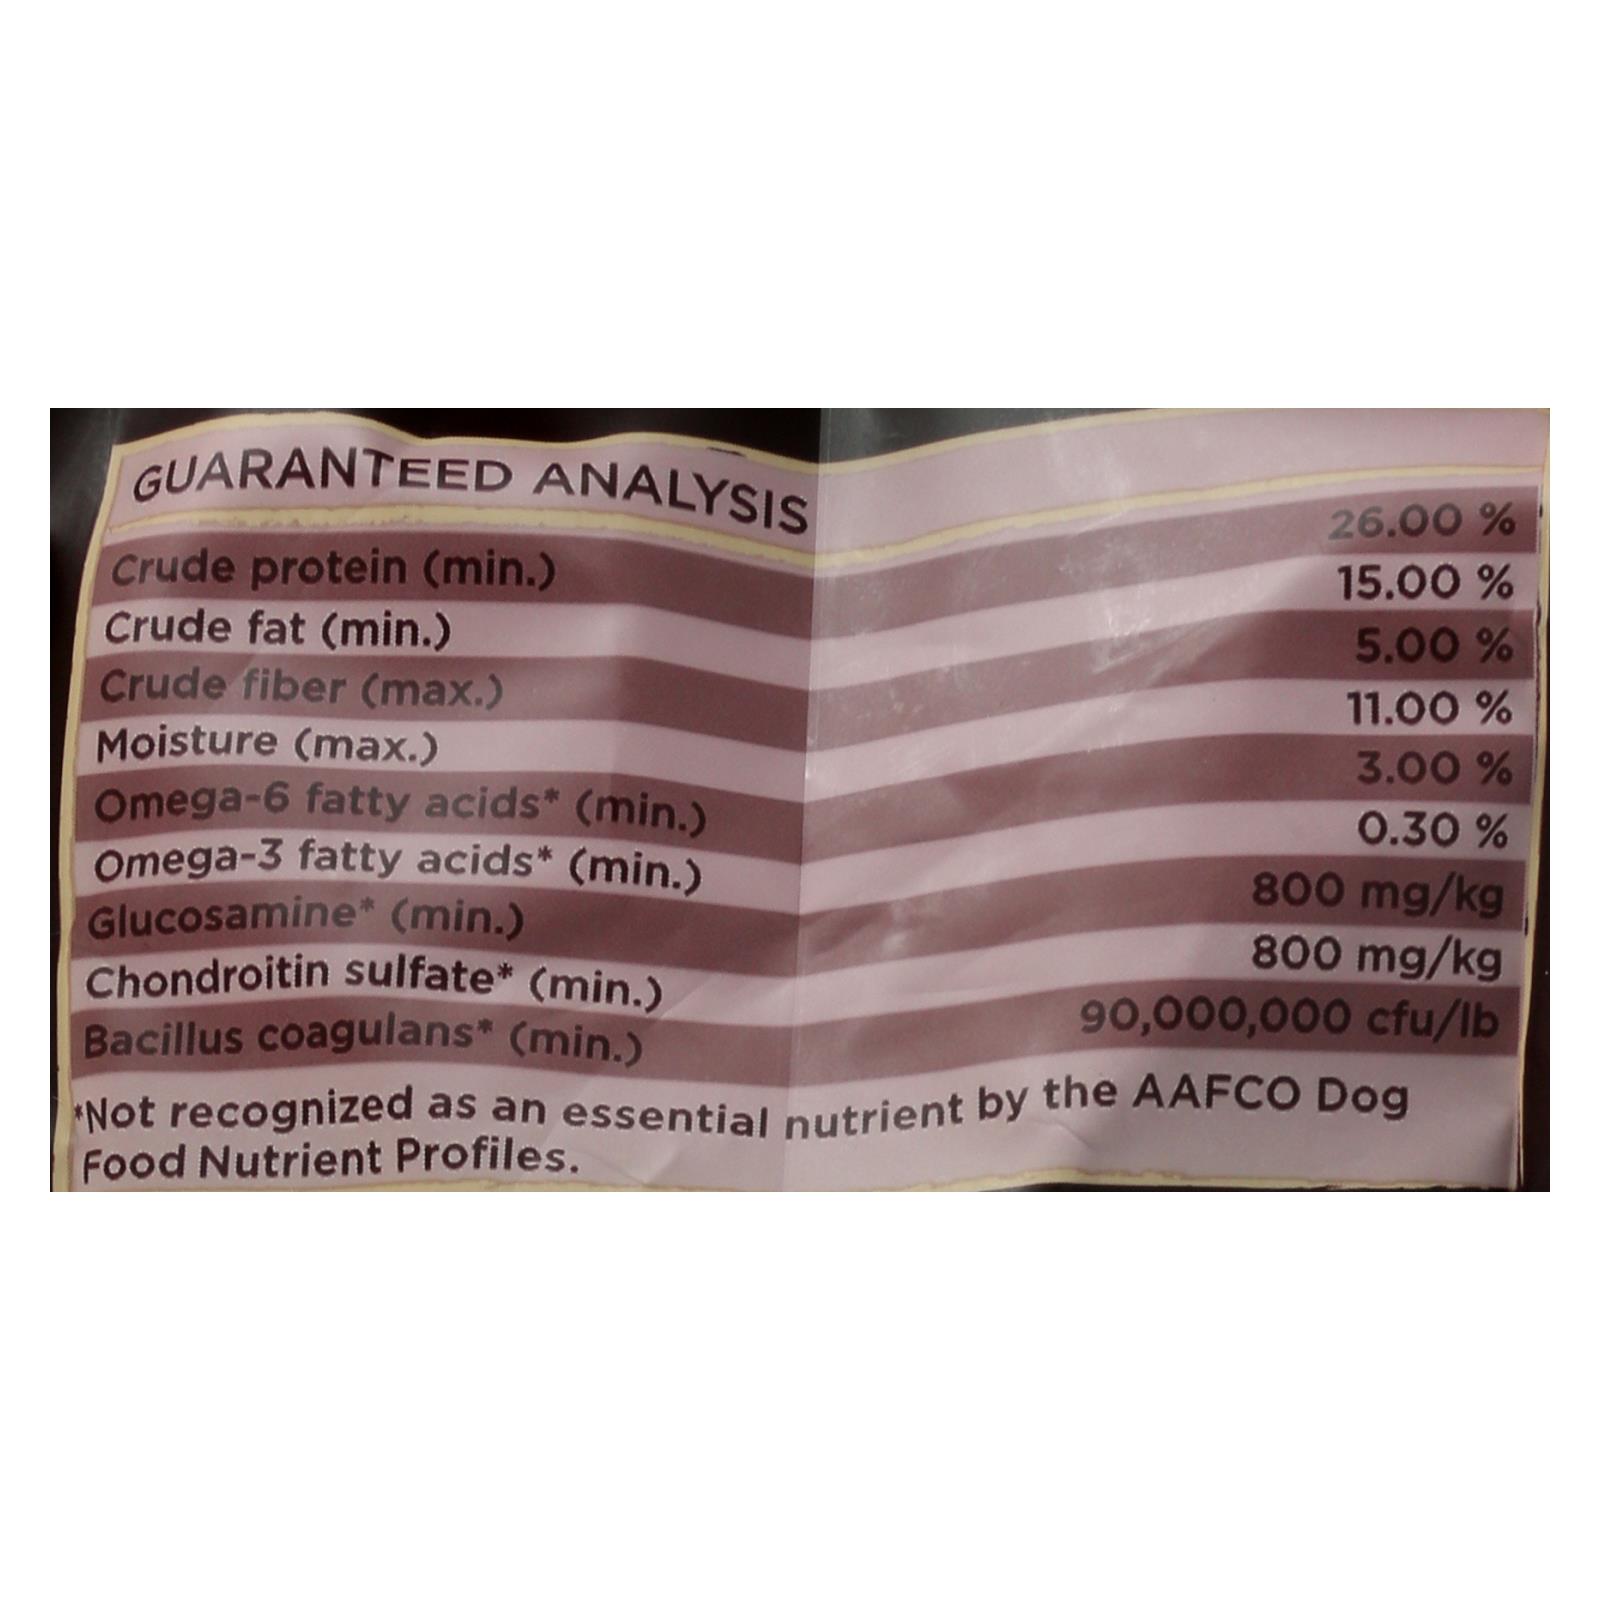 GUARANTEED ANALYSIS
Crude protein (min.) 26.00 %
Crude fat (min.) 15.00 %
Crude fiber (max.) 5.00 %
Moisture (max.) 11.00 %
Omega-6 fatty acids* (min.) 3.00 %
Omega-3 fatty acids* (min.) 0.30 %
Glucosamine* (min.) 800 mg/kg
Chondroitin sulfate* (min.) 800 mg/kg
Bacillus coagulans* (min.) 90,000,000 cfu/lb
*Not recognized as an essential nutrient by the AAFCO Dog
Food Nutrient Profiles.